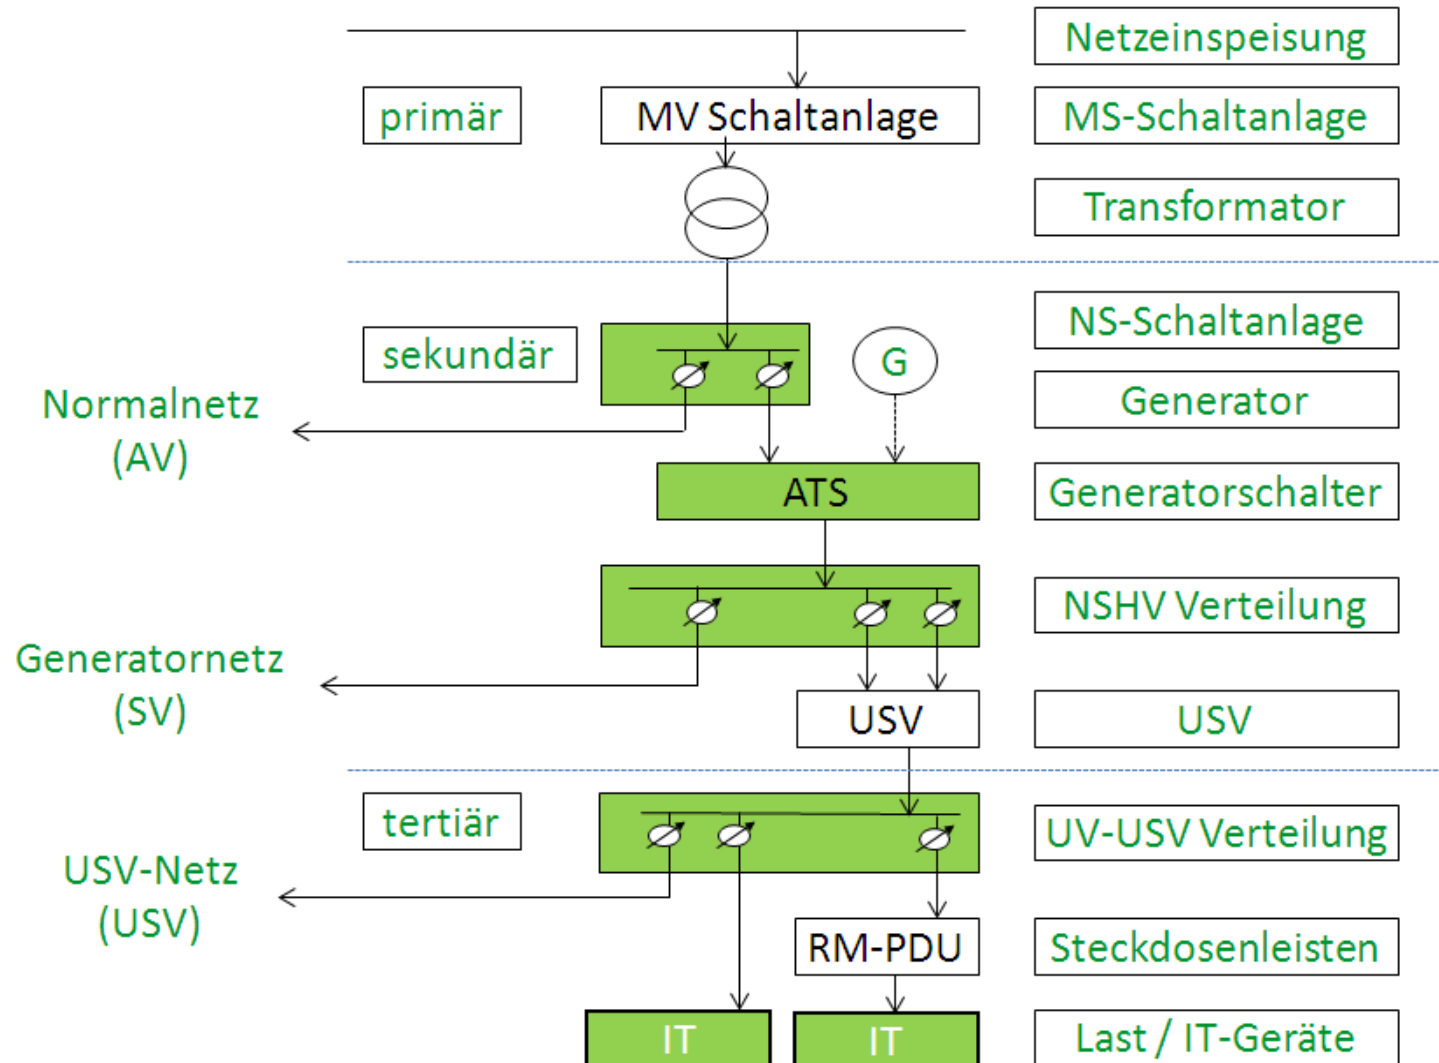 Netzeinspeisung
primär
MV Schaltanlage
MS-Schaltanlage
Transformator
NS-Schaltanlage
sekundär
G
Generator
Normalnetz
(AV)
ATS
Generatorschalter
NSHV Verteilung
Generatornetz
(SV)
USV
USV
tertiär
UV-USV Verteilung
USV-Netz
(USV)
RM-PDU
Steckdosenleisten
IT
IT
Last / IT-Geräte